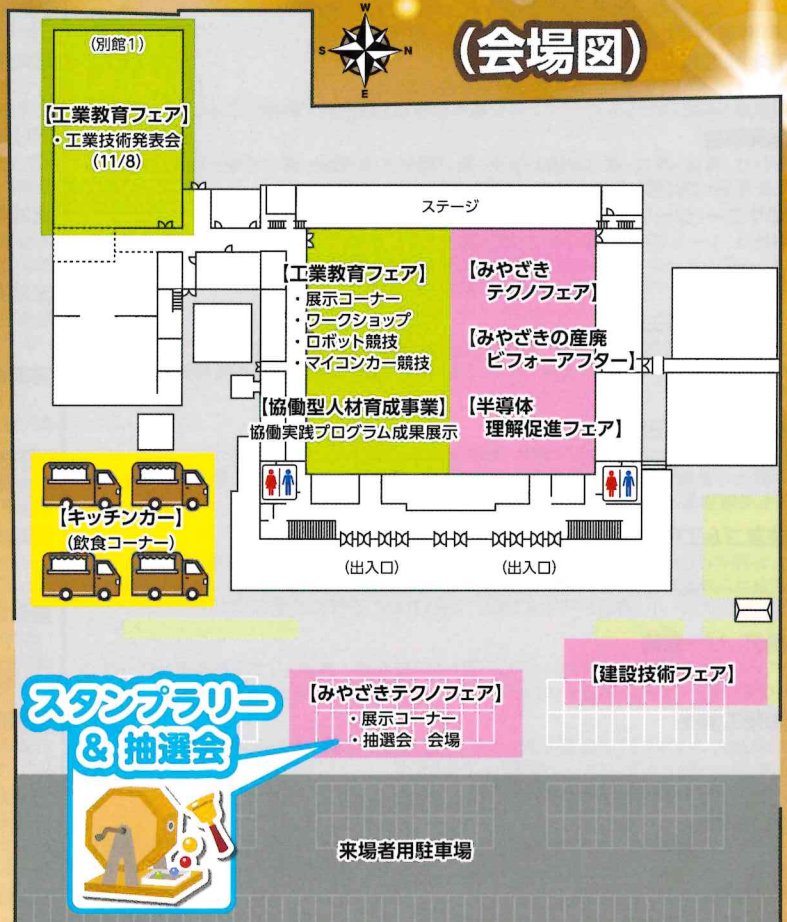 (会場図)
W
S
N
E
(別館1)
【工業教育フェア】
・工業技術発表会
(11/8)
ステージ
【工業教育フェア】
・展示コーナー
・ワークショップ
・ロボット競技
・マイコンカー競技
【協働型人材育成事業】
協働実践プログラム成果展示
【みやざき
テクノフェア】
【みやざきの産廃
ビフォーアフター】
【半導体
理解促進フェア】
【キッチンカー】
(飲食コーナー)
(出入口)
(出入口)
【建設技術フェア】
【みやざきテクノフェア】
・展示コーナー
・抽選会 会場
スタンプラリー
& 抽選会
来場者用駐車場